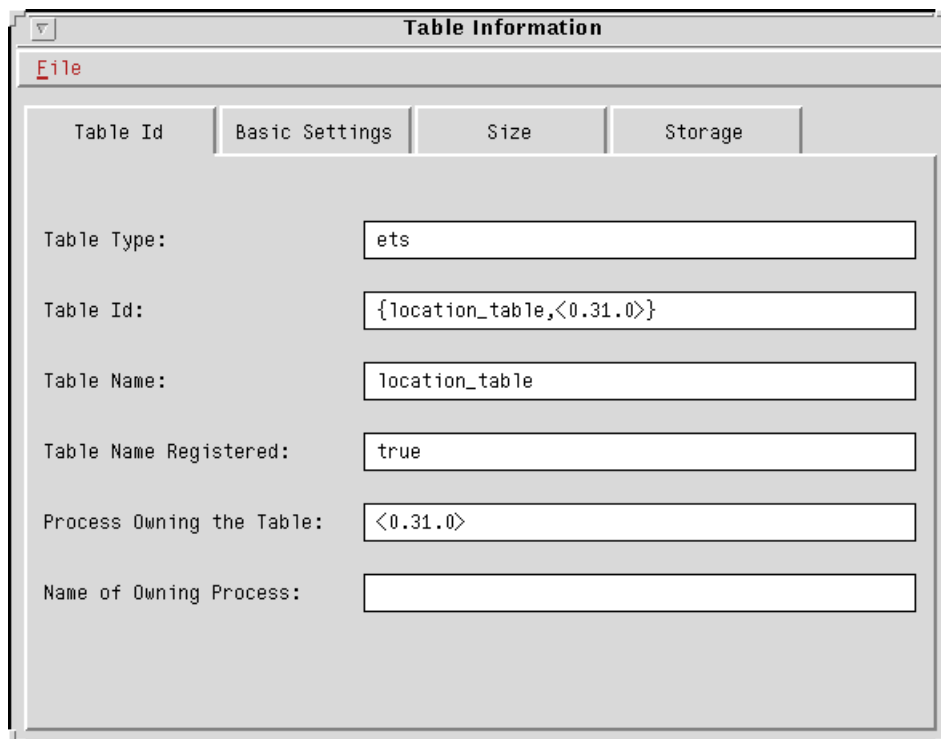 Table Information
File
Table Id Basic Settings Size Storage
Table Type: ets
Table Id: {location_table,<0.31.0>}
Table Name: location_table
Table Name Registered: true
Process Owning the Table: <0.31.0>
Name of Owning Process: